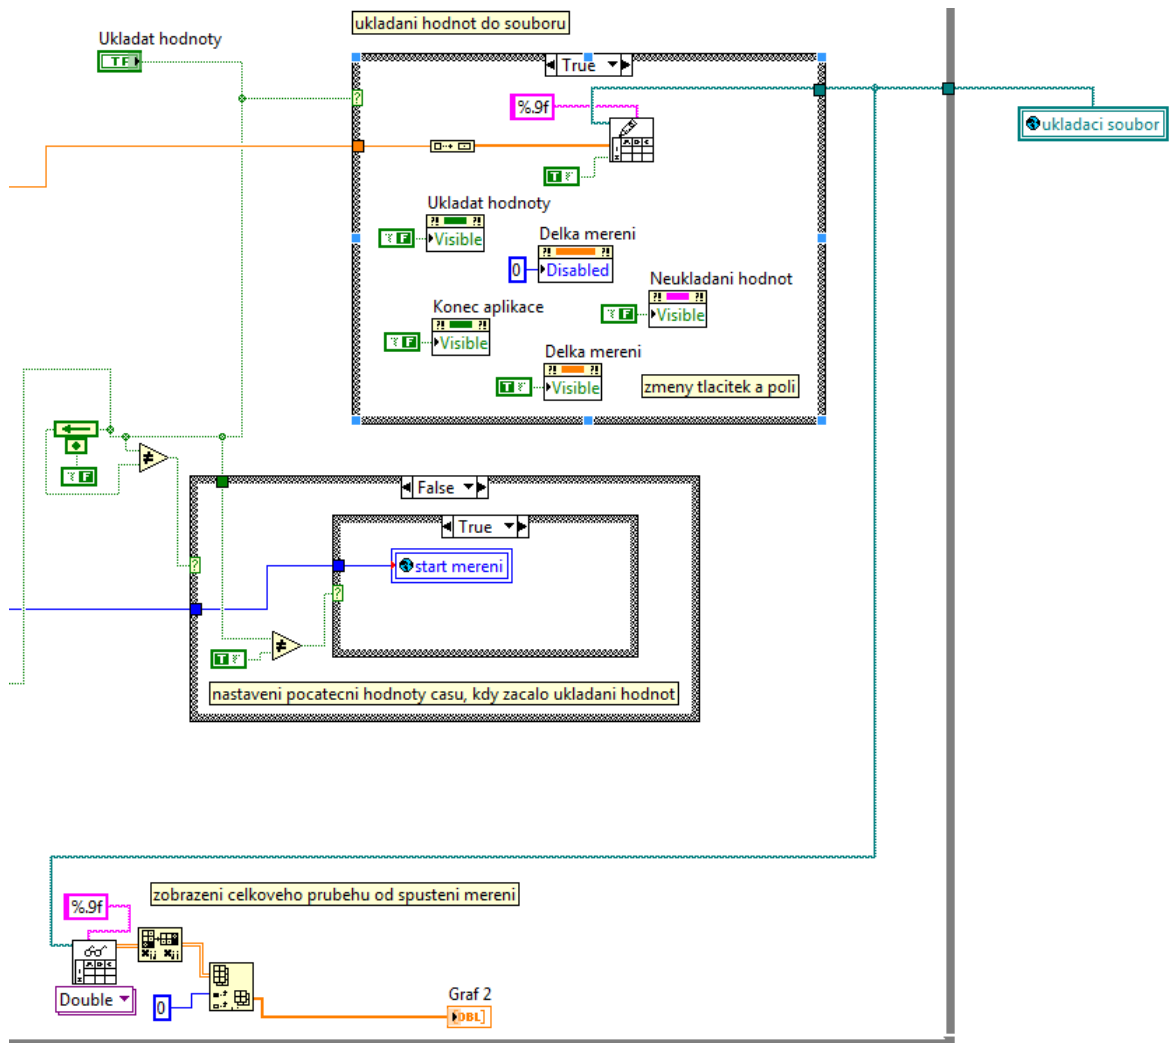 ukladani hodnot do souboru
Ukladat hodnoty
TF
True
?
%.9f
ukladaci soubor
T
Ukladat hodnoty
F
Visible
Delka mereni
0
Disabled
Neukladani hodnot
F
Visible
Konec aplikace
F
Visible
Delka mereni
T
Visible
zmeny tlacitek a poli
≠
F
False
True
?
start mereni
?
≠
T
nastaveni pocatecni hodnoty casu, kdy zacalo ukladani hodnot
zobrazeni celkoveho prubehu od spusteni mereni
%.9f
Double
0
Graf 2
DBL]